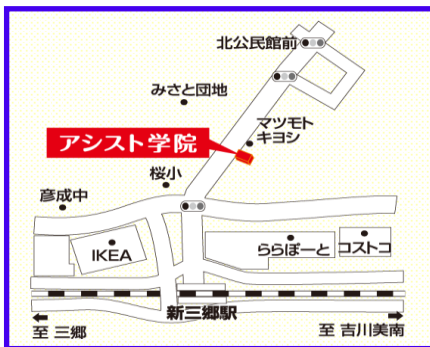 北公民館前
みさと団地
マツモト
キヨシ
アシスト学院
桜小
彦成中
IKEA
ららぽーと
コストコ
新三郷駅
至 三郷
至 吉川美南